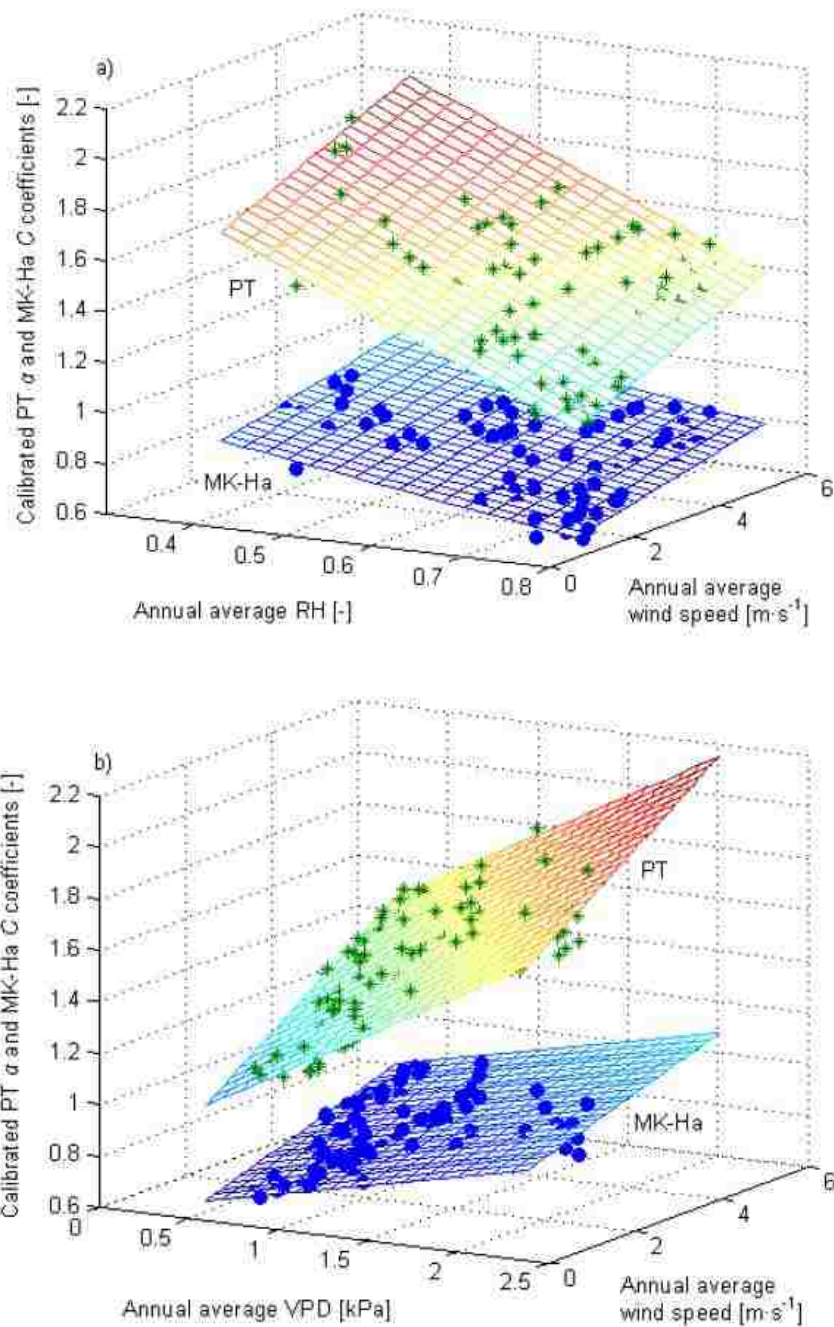 a)
Calibrated PT α and MK-Ha C coefficients [-]
2.2
2
1.8
1.6
1.4
1.2
1
0.8
0.6
PT
MK-Ha
0.4
0.5
0.6
0.7
0.8
0
2
4
6
Annual average RH [-]
Annual average
wind speed [m·s⁻¹]
b)
Calibrated PT α and MK-Ha C coefficients [-]
2.2
2
1.8
1.6
1.4
1.2
1
0.8
0.6
PT
MK-Ha
0
0.5
1
1.5
2
2.5
0
2
4
6
Annual average VPD [kPa]
Annual average
wind speed [m·s⁻¹]